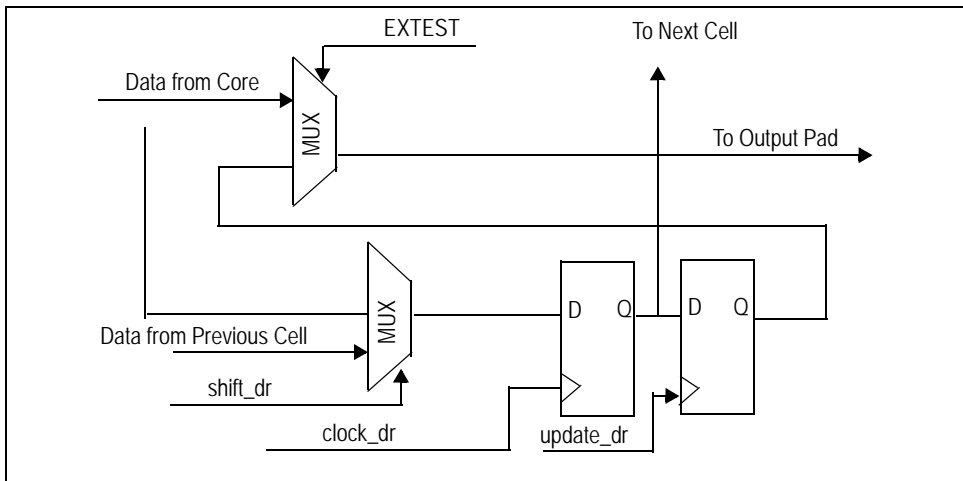 EXTEST
To Next Cell
Data from Core
MUX
To Output Pad
MUX
D Q
D Q
Data from Previous Cell
shift_dr
clock_dr
update_dr